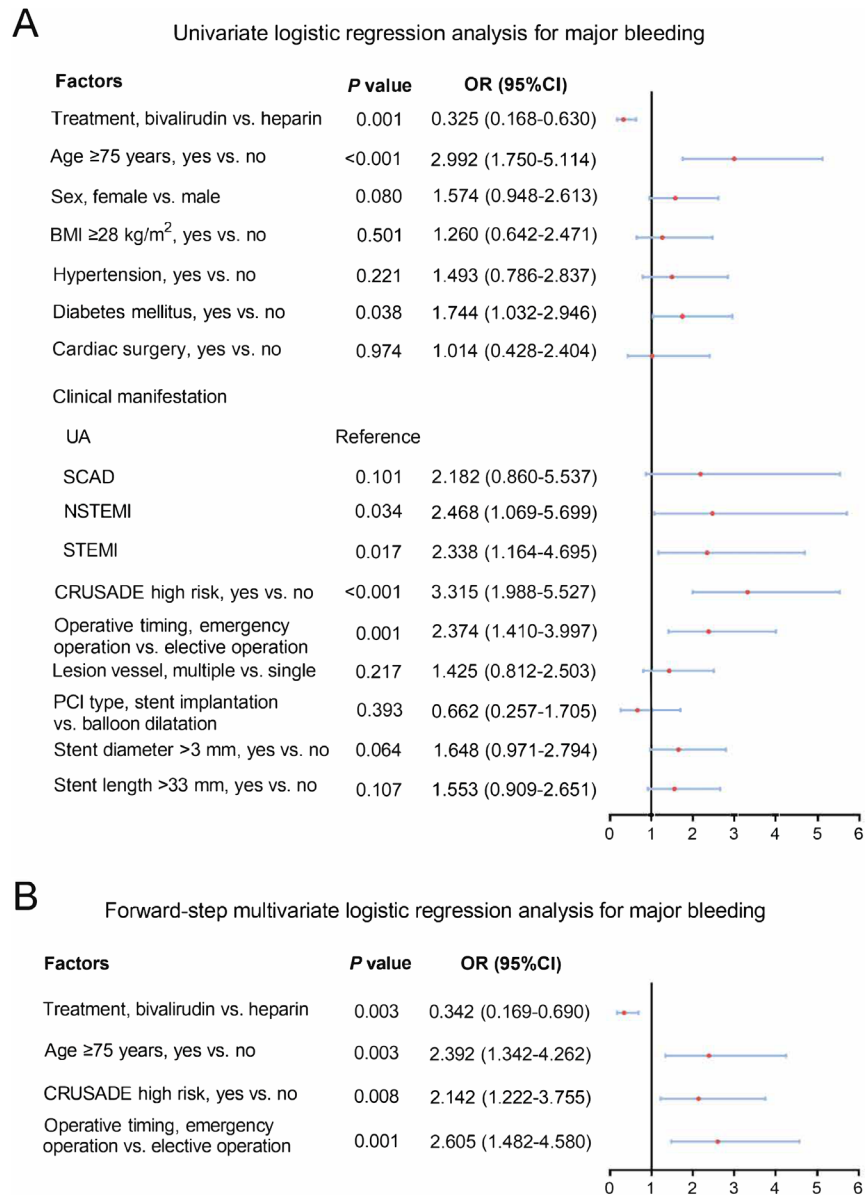 A
Univariate logistic regression analysis for major bleeding
Factors P value OR (95%CI)
Treatment, bivalirudin vs. heparin 0.001 0.325 (0.168-0.630)
Age ≥75 years, yes vs. no <0.001 2.992 (1.750-5.114)
Sex, female vs. male 0.080 1.574 (0.948-2.613)
BMI ≥28 kg/m², yes vs. no 0.501 1.260 (0.642-2.471)
Hypertension, yes vs. no 0.221 1.493 (0.786-2.837)
Diabetes mellitus, yes vs. no 0.038 1.744 (1.032-2.946)
Cardiac surgery, yes vs. no 0.974 1.014 (0.428-2.404)
Clinical manifestation
UA Reference
SCAD 0.101 2.182 (0.860-5.537)
NSTEMI 0.034 2.468 (1.069-5.699)
STEMI 0.017 2.338 (1.164-4.695)
CRUSADE high risk, yes vs. no <0.001 3.315 (1.988-5.527)
Operative timing, emergency
operation vs. elective operation 0.001 2.374 (1.410-3.997)
Lesion vessel, multiple vs. single 0.217 1.425 (0.812-2.503)
PCI type, stent implantation
vs. balloon dilatation 0.393 0.662 (0.257-1.705)
Stent diameter >3 mm, yes vs. no 0.064 1.648 (0.971-2.794)
Stent length >33 mm, yes vs. no 0.107 1.553 (0.909-2.651)
0 1 2 3 4 5 6
B
Forward-step multivariate logistic regression analysis for major bleeding
Factors P value OR (95%CI)
Treatment, bivalirudin vs. heparin 0.003 0.342 (0.169-0.690)
Age ≥75 years, yes vs. no 0.003 2.392 (1.342-4.262)
CRUSADE high risk, yes vs. no 0.008 2.142 (1.222-3.755)
Operative timing, emergency
operation vs. elective operation 0.001 2.605 (1.482-4.580)
0 1 2 3 4 5 6